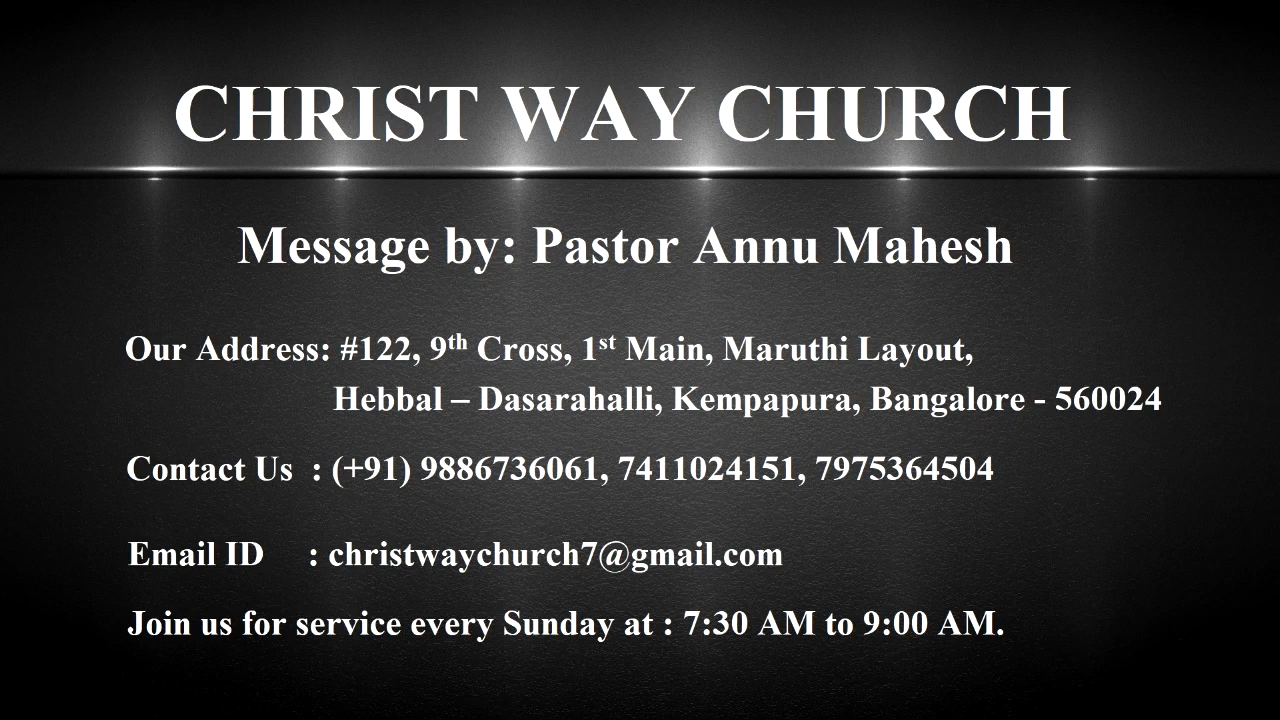 CHRIST WAY CHURCH
Message by: Pastor Annu Mahesh
Our Address: #122, 9th Cross, 1st Main, Maruthi Layout,
Hebbal – Dasarahalli, Kempapura, Bangalore - 560024
Contact Us : (+91) 9886736061, 7411024151, 7975364504
Email ID : christwaychurch7@gmail.com
Join us for service every Sunday at : 7:30 AM to 9:00 AM.